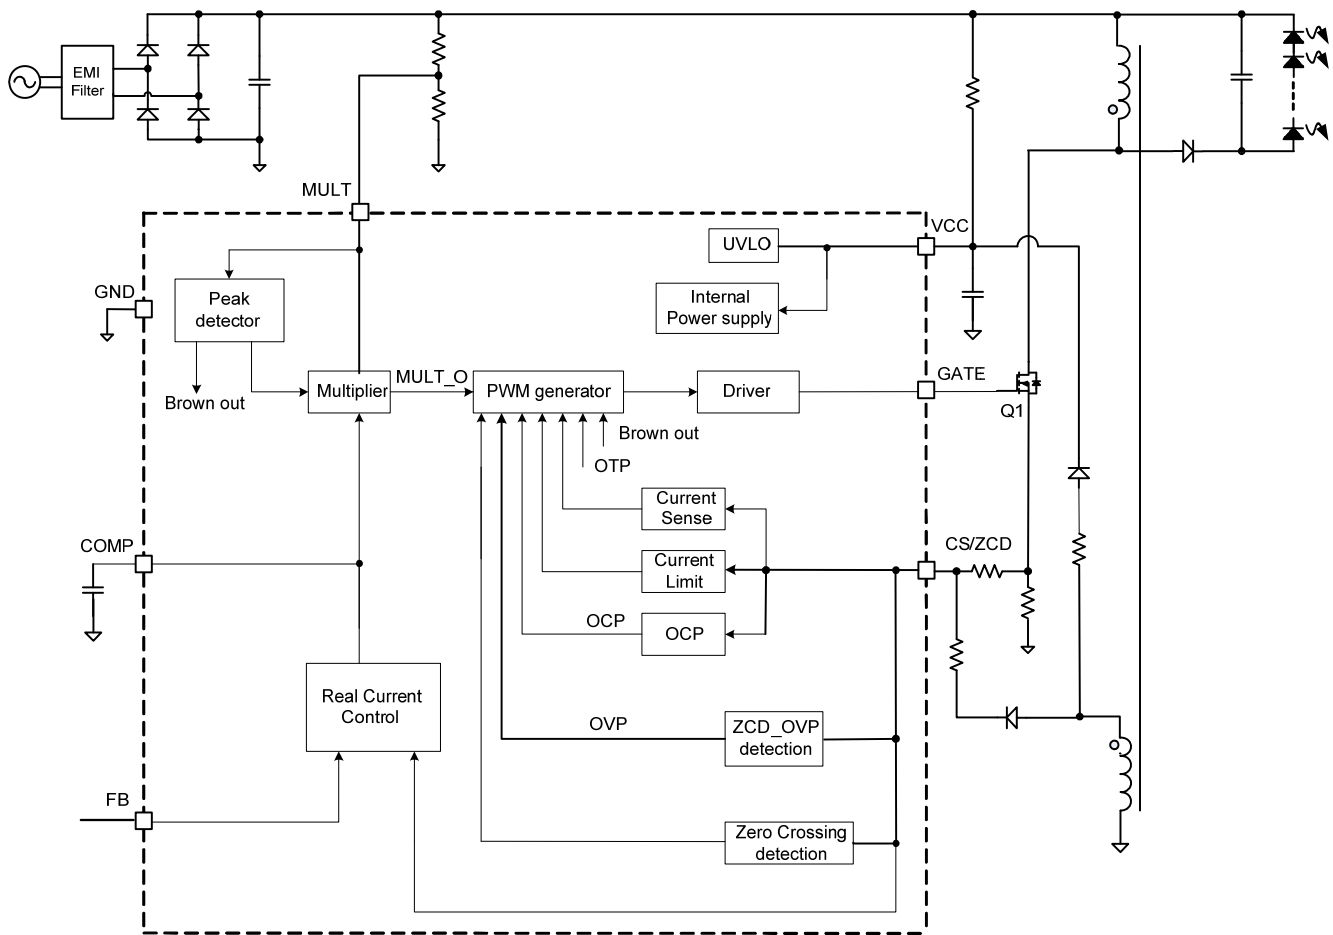 EMI
Filter
MULT
VCC
UVLO
GND
Peak
detector
Internal
Power supply
MULT_O
GATE
Multiplier
PWM generator
Driver
Brown out
Q1
Brown out
OTP
Current
Sense
COMP
CS/ZCD
Current
Limit
OCP
OCP
Real Current
Control
OVP
ZCD_OVP
detection
FB
Zero Crossing
detection